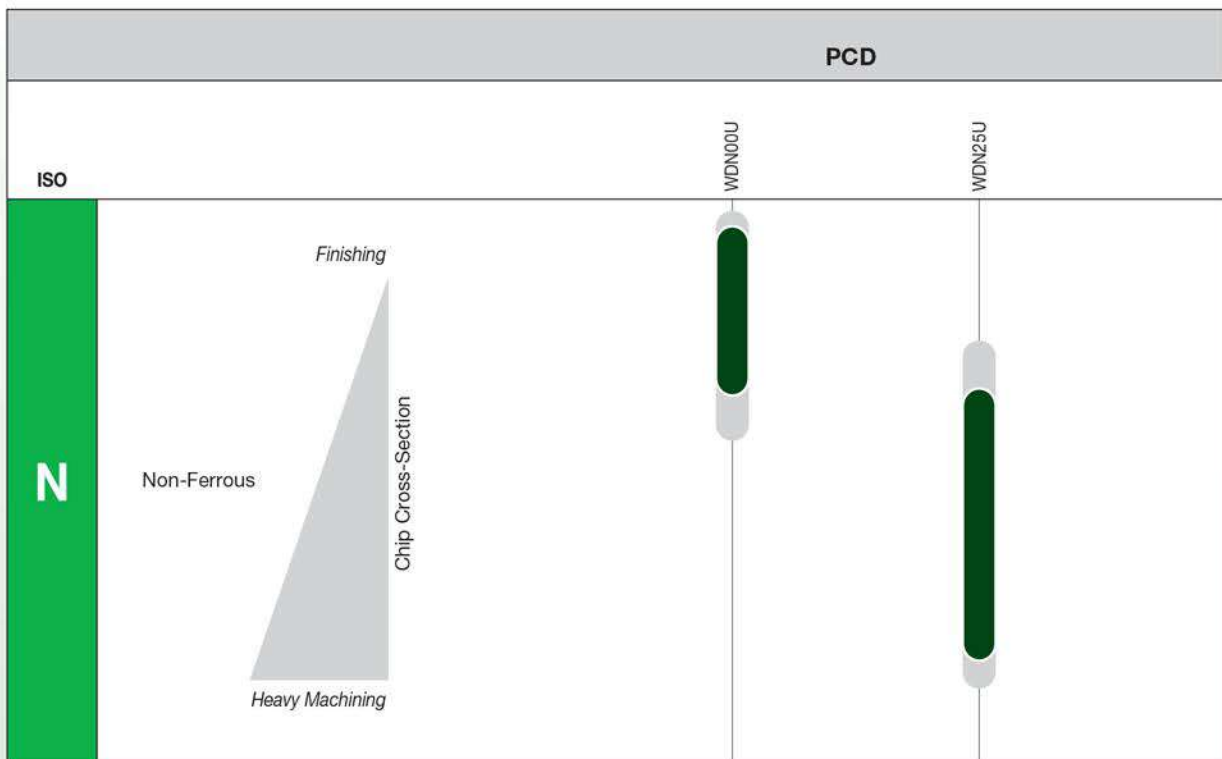 PCD
ISO
WDN00U
WDN25U
N
Non-Ferrous
Finishing
Chip Cross-Section
Heavy Machining